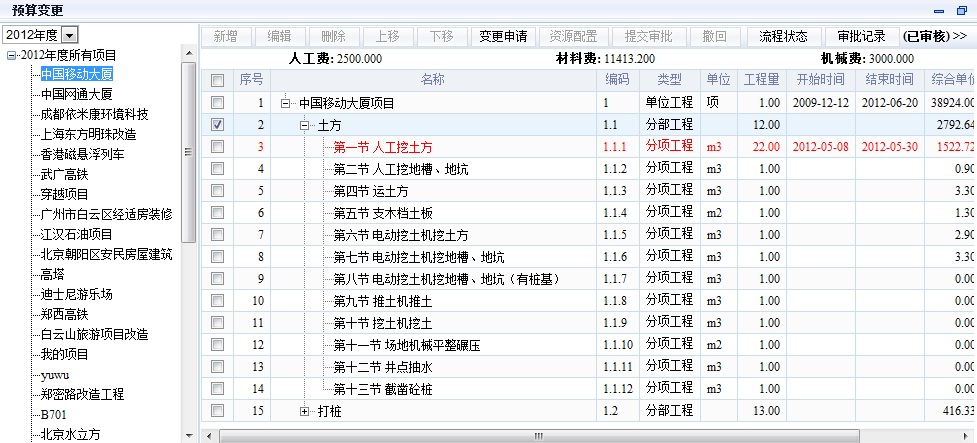 预算变更
2012年度
2012年度所有项目
中国移动大厦
中国网通大厦
成都依米康环境科技
上海东方明珠改造
香港磁悬浮列车
武广高铁
穿越项目
广州市白云区经适房装修
江汉石油项目
北京朝阳区安民房屋建筑
高塔
迪士尼游乐场
郑西高铁
白云山旅游项目改造
我的项目
yuwu
郑密路改造工程
B701
北京水立方
新增 编辑 删除 上移 下移 变更申请 资源配置 提交审批 撤回 流程状态 审批记录 (已审核) >>
人工费: 2500.000 材料费: 11413.200 机械费: 3000.000
序号 名称 编码 类型 单位 工程量 开始时间 结束时间 综合单价
1 中国移动大厦项目 1 单位工程 项 1.00 2009-12-12 2012-06-20 38924.00
2 土方 1.1 分部工程 12.00 2792.64
3 第一节 人工挖土方 1.1.1 分项工程 m3 22.00 2012-05-08 2012-05-30 1522.72
4 第二节 人工挖地槽、地坑 1.1.2 分项工程 m3 1.00 0.90
5 第四节 运土方 1.1.3 分项工程 m3 1.00 3.30
6 第五节 支木档土板 1.1.4 分项工程 m2 1.00 1.30
7 第六节 电动挖土机挖土方 1.1.5 分项工程 m3 1.00 2.90
8 第七节 电动挖土机挖地槽、地坑 1.1.6 分项工程 m3 1.00 3.30
9 第八节 电动挖土机挖地槽、地坑（有桩基） 1.1.7 分项工程 m3 1.00 0.00
10 第九节 推土机推土 1.1.8 分项工程 m3 1.00 0.00
11 第十节 挖土机挖土 1.1.9 分项工程 m3 1.00 0.00
12 第十一节 场地机械平整碾压 1.1.10 分项工程 m2 1.00 0.00
13 第十二节 井点抽水 1.1.11 分项工程 m3 1.00 0.00
14 第十三节 截凿砼桩 1.1.12 分项工程 m3 1.00 0.00
15 打桩 1.2 分部工程 13.00 416.33